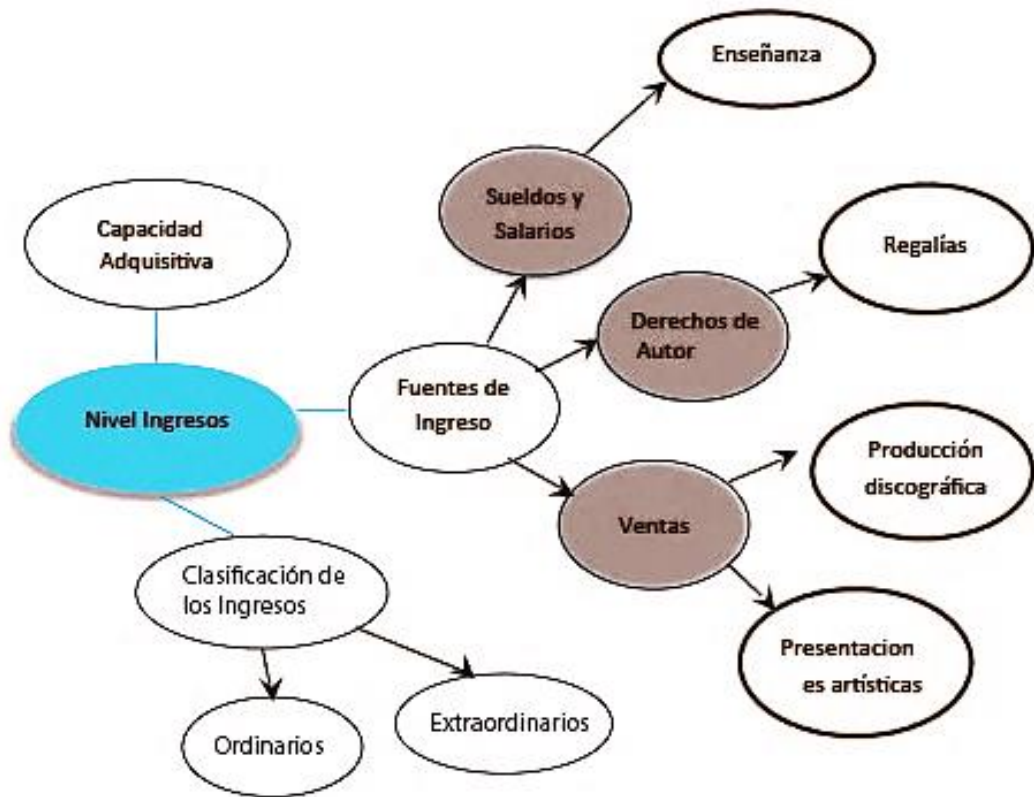 Enseñanza
Sueldos y
Salarios
Capacidad
Adquisitiva
Regalías
Derechos de
Autor
Fuentes de
Ingreso
Nivel Ingresos
Producción
discográfica
Ventas
Clasificación de
los Ingresos
Presentacion
es artísticas
Extraordinarios
Ordinarios